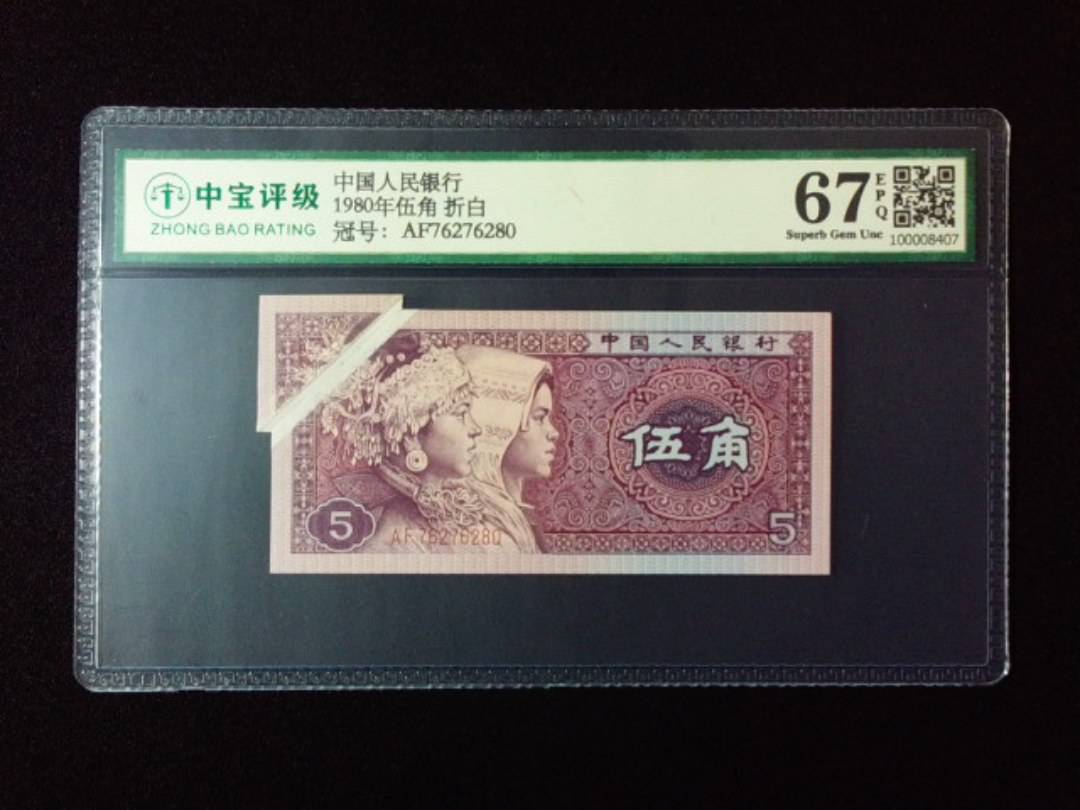 中宝评级
ZHONG BAO RATING
中国人民银行
1980年伍角 折白
冠号：AF76276280
67
EPQ
Superb Gem Unc
100008407
中国人民银行
伍角
5
AF76276280
5